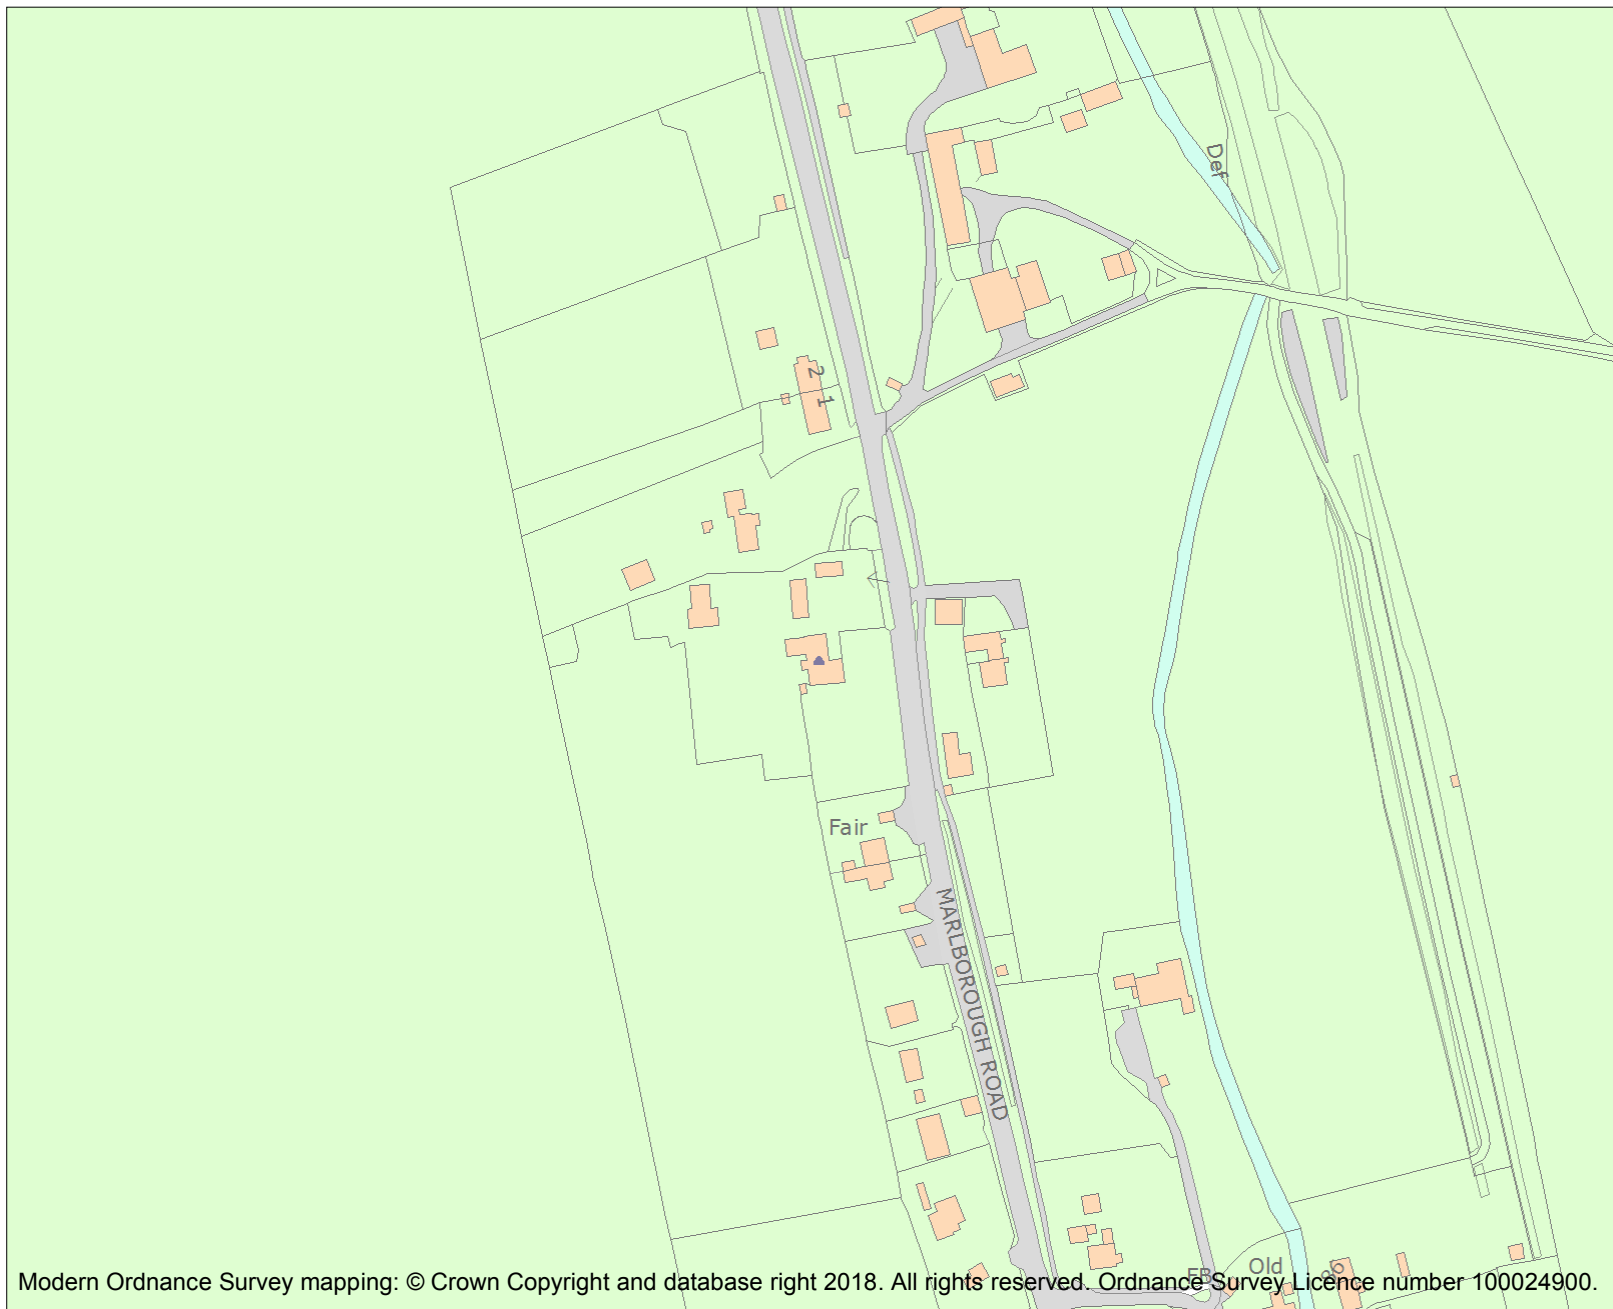 Def
2
1
Fair
MARLBOROUGH ROAD
Old
FB
Modern Ordnance Survey mapping: © Crown Copyright and database right 2018. All rights reserved. Ordnance Survey Licence number 100024900.